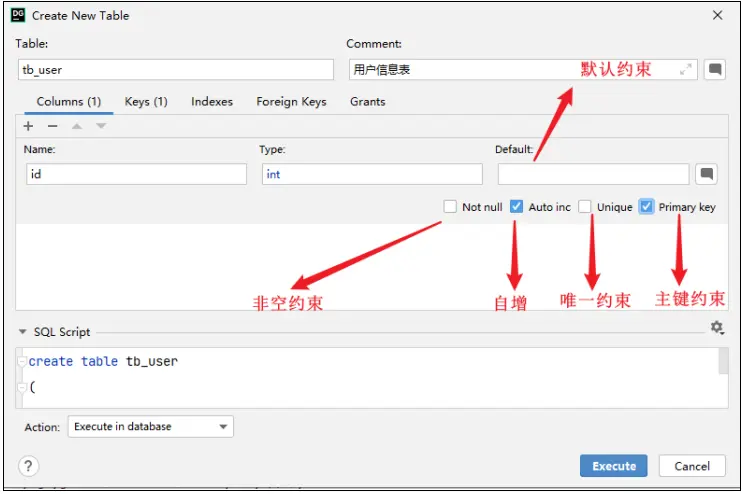 DG Create New Table
Table: Comment:
tb_user 用户信息表 默认约束
Columns (1) Keys (1) Indexes Foreign Keys Grants
Name: Type: Default:
id int
Not null Auto inc Unique Primary key
非空约束 自增 唯一约束 主键约束
SQL Script
create table tb_user
(
Action: Execute in database
? Execute Cancel